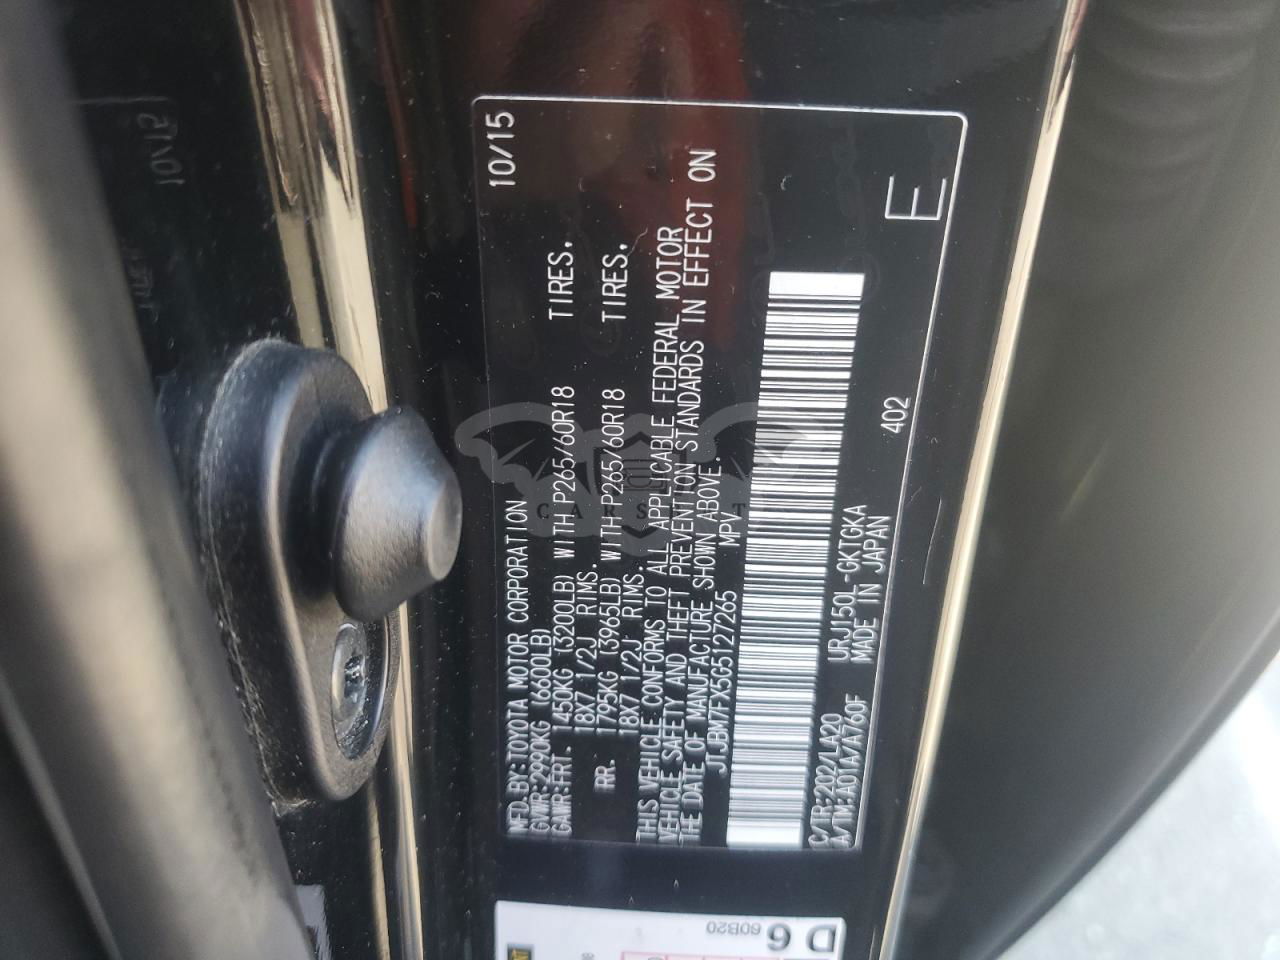 MFD.BY:TOYOTA MOTOR CORPORATION 10/15
GVWR:2990KG (6600LB)
GAWR:FRT. 1450KG (3200LB) WITH P265/60R18 TIRES.
18X7 1/2J RIMS.
RR. 1795KG (3965LB) WITH P265/60R18 TIRES.
18X7 1/2J RIMS.
THIS VEHICLE CONFORMS TO ALL APPLICABLE FEDERAL MOTOR
VEHICLE SAFETY AND THEFT PREVENTION STANDARDS IN EFFECT ON
THE DATE OF MANUFACTURE SHOWN ABOVE.
JTJBM7FX5G5127265 MPV
C/TR:202/LA20 URJ150L-GKTGKA
A/TM:A01A/A760F MADE IN JAPAN 402
E
D 6
60B20